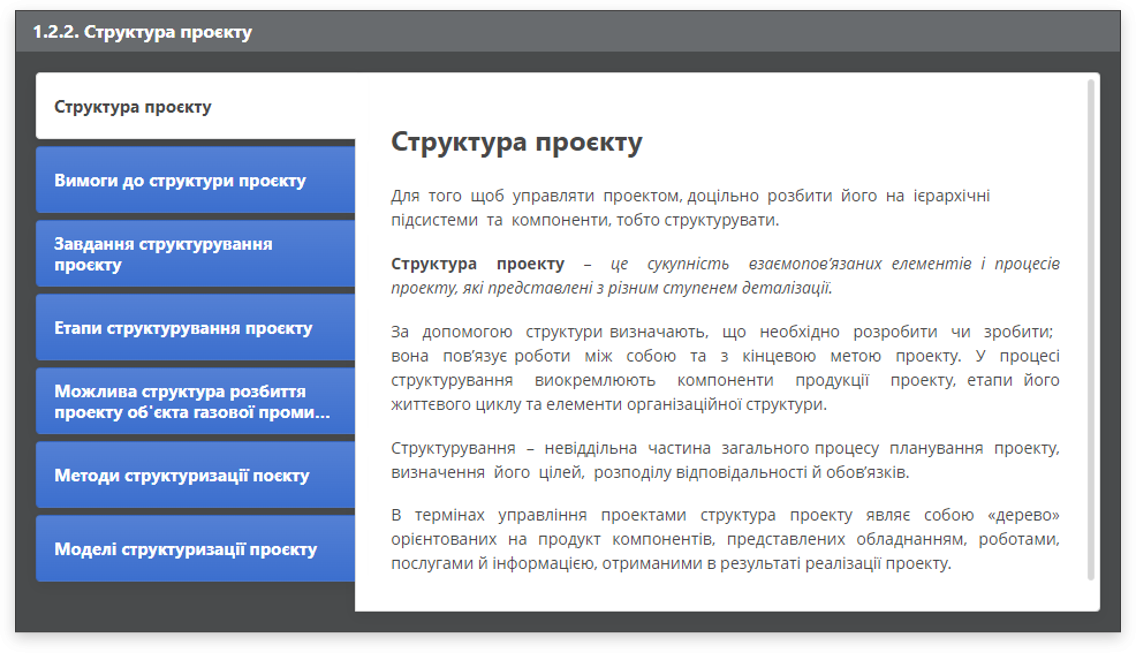 1.2.2. Структура проєкту
Структура проєкту
Вимоги до структури проєкту
Завдання структурування
проєкту
Етапи структурування проєкту
Можлива структура розбиття
проекту об'єкта газової проми...
Методи структуризації поєкту
Моделі структуризації проєкту
Структура проєкту
Для того щоб управляти проектом, доцільно розбити його на ієрархічні
підсистеми та компоненти, тобто структурувати.
Структура проекту – це сукупність взаємопов’язаних елементів і процесів
проекту, які представлені з різним ступенем деталізації.
За допомогою структури визначають, що необхідно розробити чи зробити;
вона пов’язує роботи між собою та з кінцевою метою проекту. У процесі
структурування виокремлюють компоненти продукції проекту, етапи його
життєвого циклу та елементи організаційної структури.
Структурування – невіддільна частина загального процесу планування проекту,
визначення його цілей, розподілу відповідальності й обов’язків.
В термінах управління проектами структура проекту являє собою «дерево»
орієнтованих на продукт компонентів, представлених обладнанням, роботами,
послугами й інформацією, отриманими в результаті реалізації проекту.